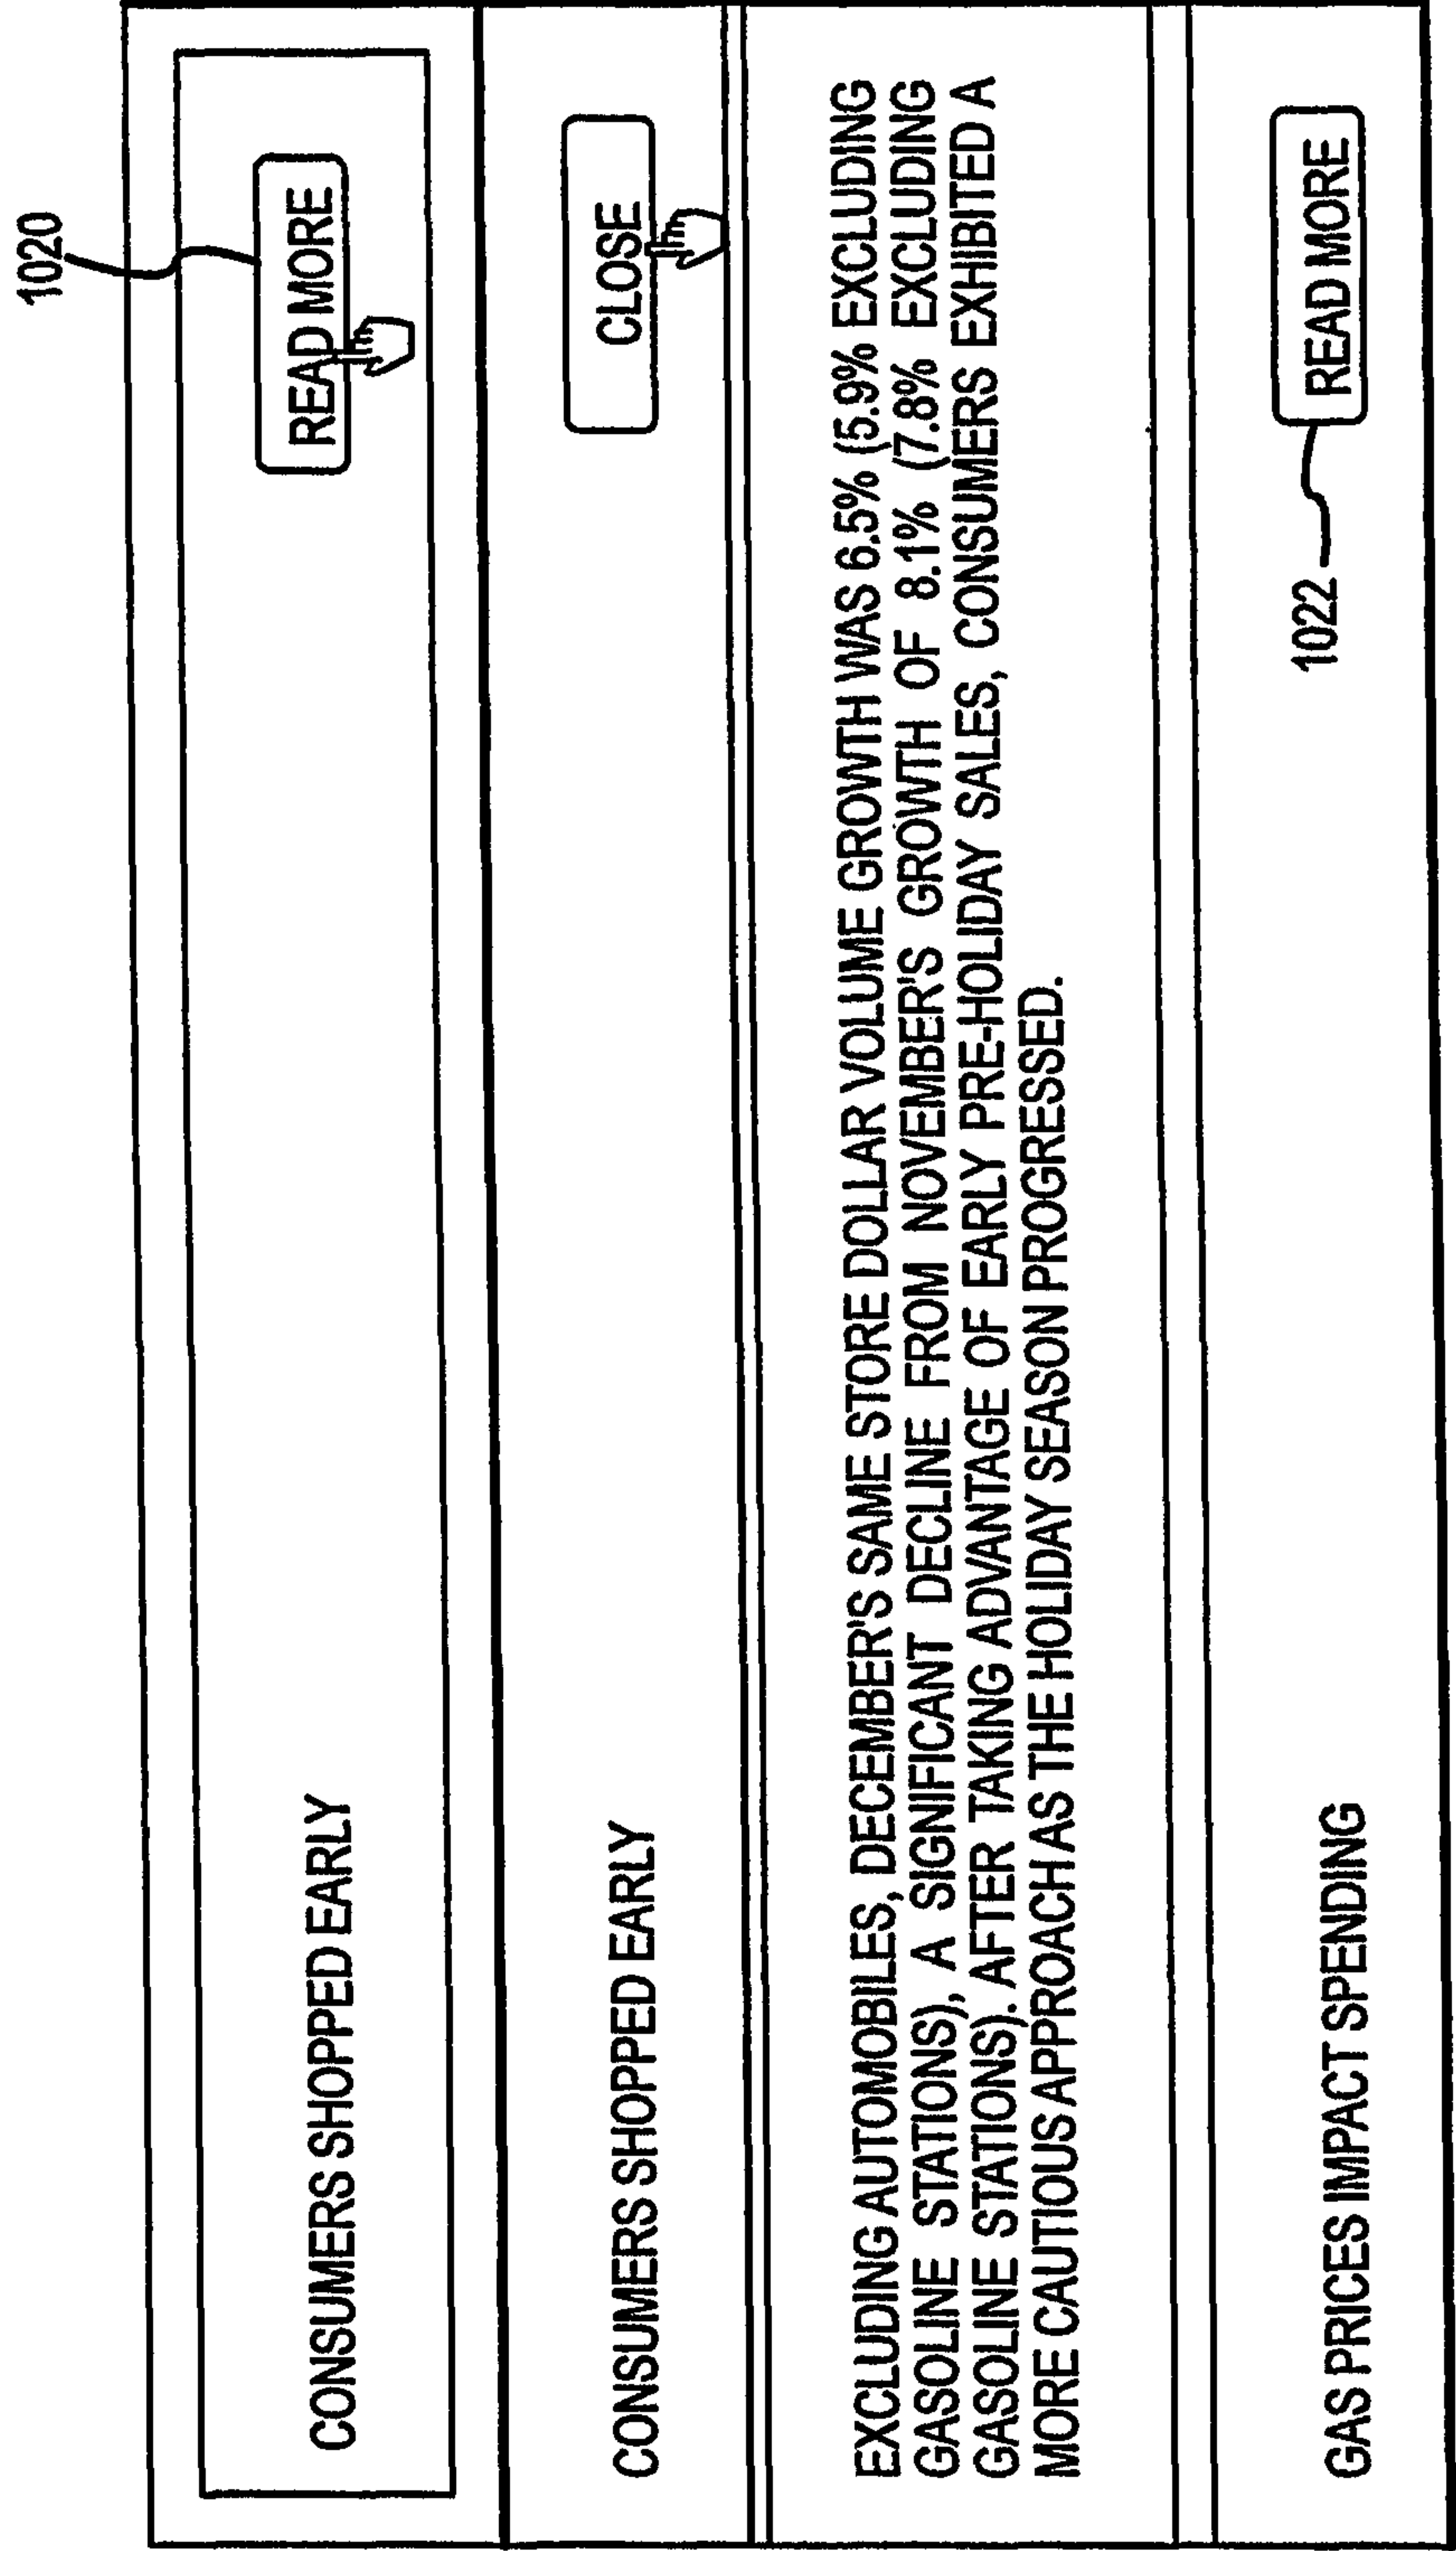 1020
CONSUMERS SHOPPED EARLY
READ MORE
CONSUMERS SHOPPED EARLY
CLOSE
EXCLUDING AUTOMOBILES, DECEMBER'S SAME STORE DOLLAR VOLUME GROWTH WAS 6.5% (5.9% EXCLUDING
GASOLINE STATIONS), A SIGNIFICANT DECLINE FROM NOVEMBER'S GROWTH OF 8.1% (7.8% EXCLUDING
GASOLINE STATIONS). AFTER TAKING ADVANTAGE OF EARLY PRE-HOLIDAY SALES, CONSUMERS EXHIBITED A
MORE CAUTIOUS APPROACH AS THE HOLIDAY SEASON PROGRESSED.
GAS PRICES IMPACT SPENDING
1022
READ MORE